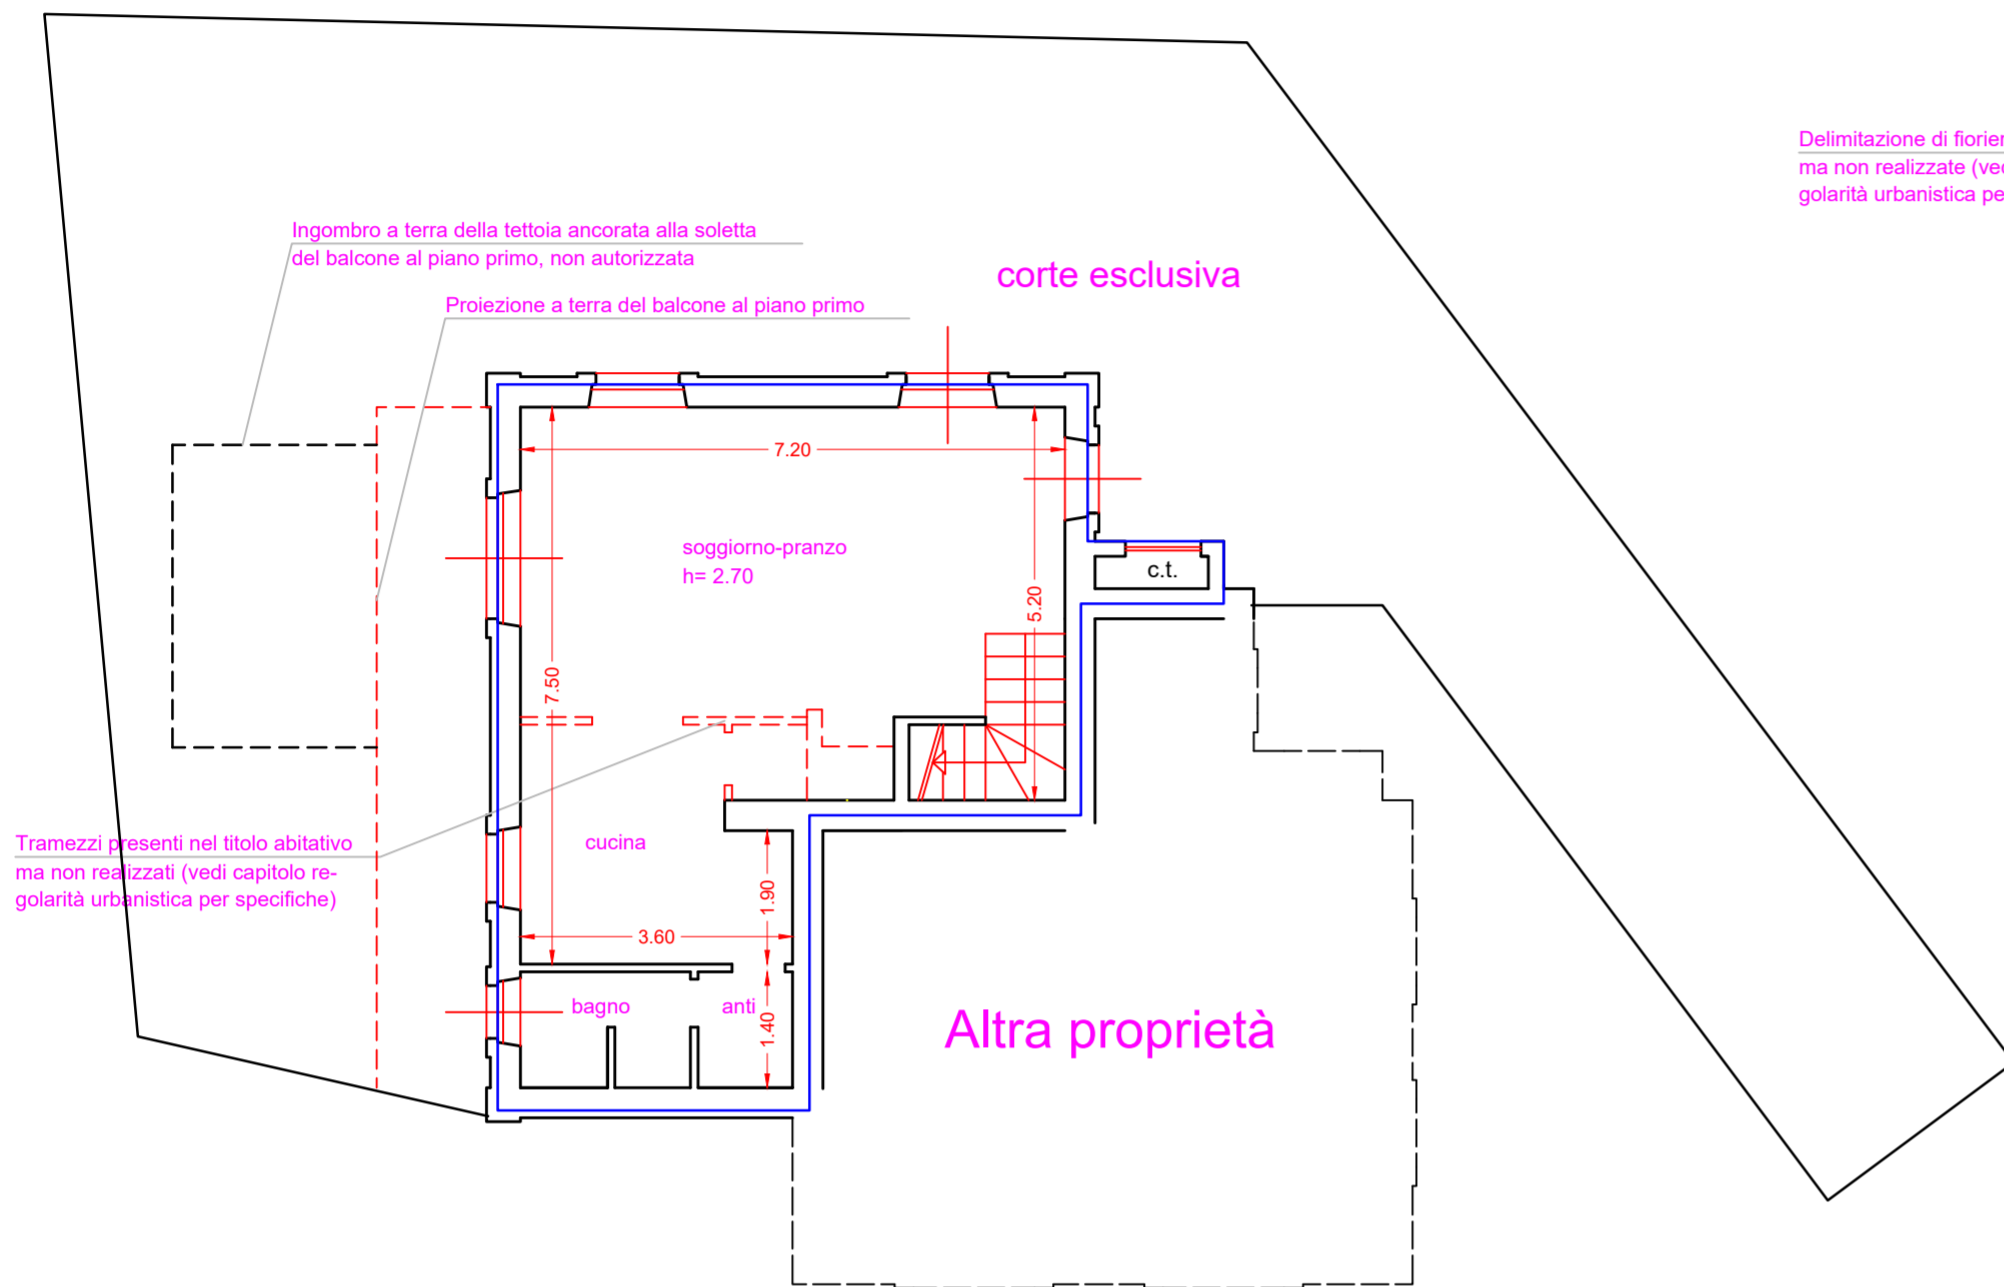 Delimitazione di fiorier
ma non realizzate (ved
golarità urbanistica pe
Ingombro a terra della tettoia ancorata alla soletta
del balcone al piano primo, non autorizzata
corte esclusiva
Proiezione a terra del balcone al piano primo
7.20
soggiorno-pranzo
h= 2.70
c.t.
5.20
7.50
Tramezzi presenti nel titolo abitativo
ma non realizzati (vedi capitolo re-
golarità urbanistica per specifiche)
cucina
1.90
3.60
bagno
anti
1.40
Altra proprietà